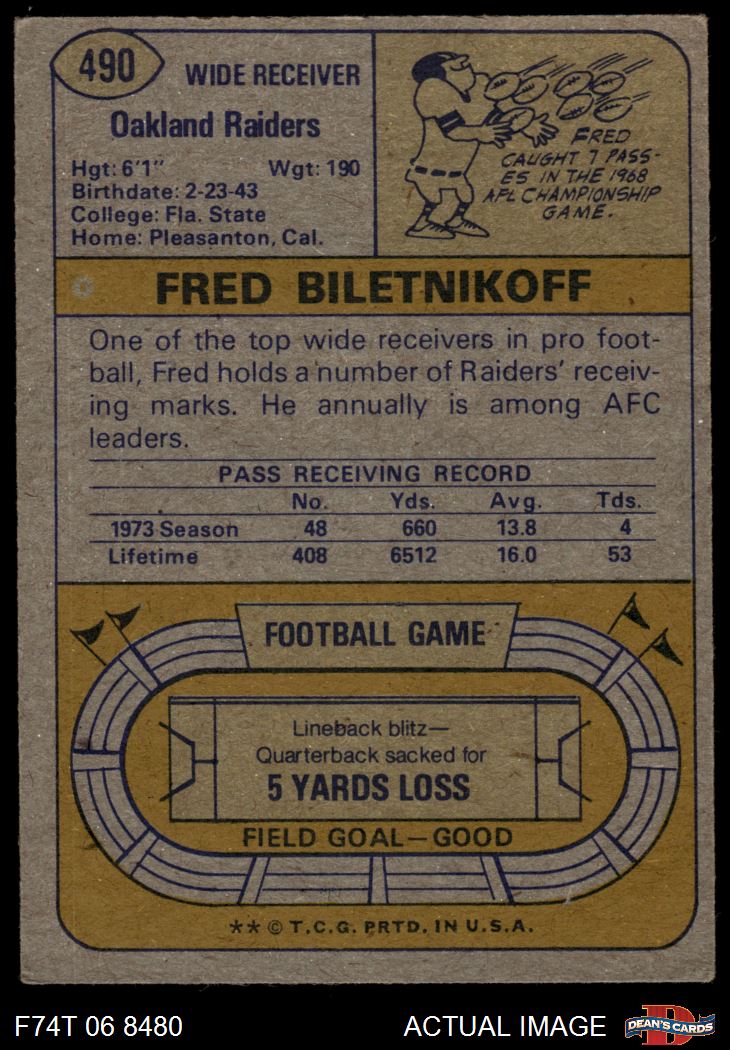 490
WIDE RECEIVER
Oakland Raiders
Hgt: 6'1" Wgt: 190
Birthdate: 2-23-43
College: Fla. State
Home: Pleasanton, Cal.
FRED
CAUGHT 7 PASS-
ES IN THE 1968
AFL CHAMPIONSHIP
GAME.
FRED BILETNIKOFF
One of the top wide receivers in pro foot-
ball, Fred holds a number of Raiders' receiv-
ing marks. He annually is among AFC
leaders.
PASS RECEIVING RECORD
No. Yds. Avg. Tds.
1973 Season 48 660 13.8 4
Lifetime 408 6512 16.0 53
FOOTBALL GAME
Lineback blitz—
Quarterback sacked for
5 YARDS LOSS
FIELD GOAL—GOOD
** © T.C.G. PRTD. IN U.S.A.
F74T 06 8480 ACTUAL IMAGE
D
DEAN'S CARDS